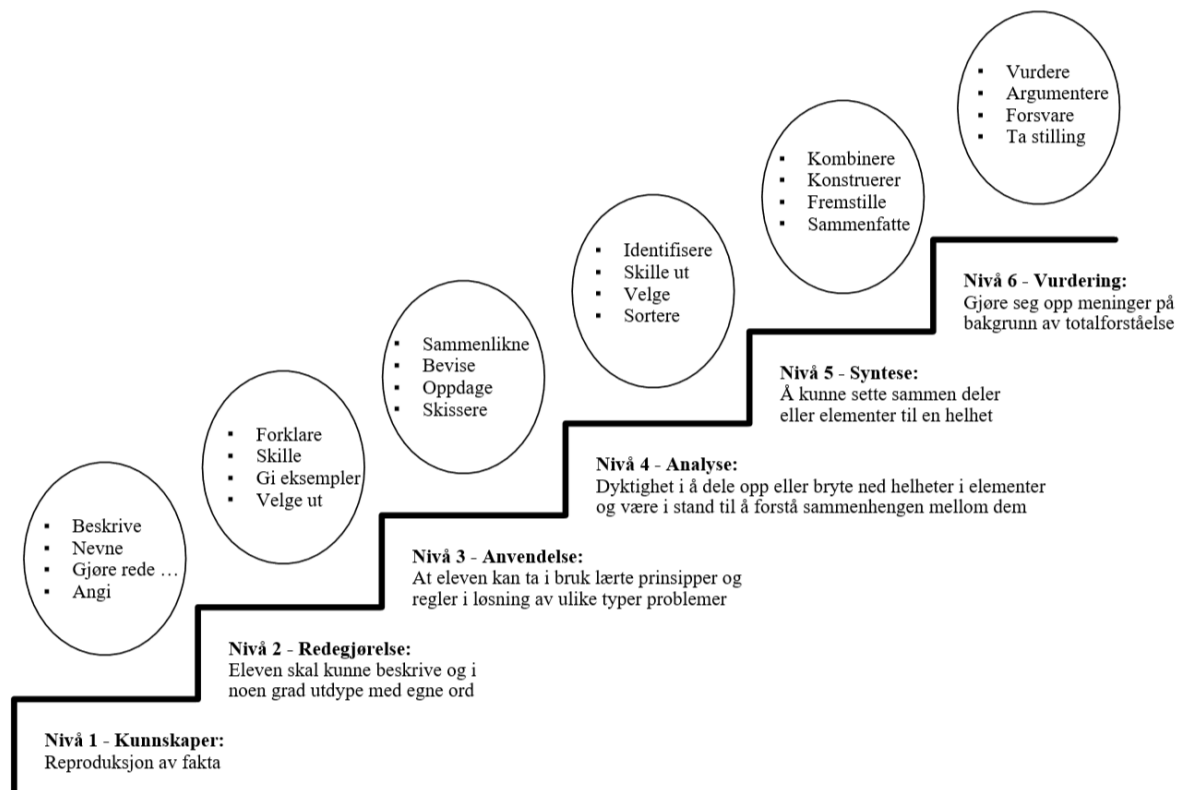 ▪ Vurdere
▪ Argumentere
▪ Forsvare
▪ Ta stilling
Nivå 6 - Vurdering:
Gjøre seg opp meninger på
bakgrunn av totalforståelse
▪ Kombinere
▪ Konstruerer
▪ Fremstille
▪ Sammenfatte
Nivå 5 - Syntese:
Å kunne sette sammen deler
eller elementer til en helhet
▪ Identifisere
▪ Skille ut
▪ Velge
▪ Sortere
Nivå 4 - Analyse:
Dyktighet i å dele opp eller bryte ned helheter i elementer
og være i stand til å forstå sammenhengen mellom dem
▪ Sammenlikne
▪ Bevise
▪ Oppdage
▪ Skissere
Nivå 3 - Anvendelse:
At eleven kan ta i bruk lærte prinsipper og
regler i løsning av ulike typer problemer
▪ Forklare
▪ Skille
▪ Gi eksempler
▪ Velge ut
Nivå 2 - Redegjørelse:
Eleven skal kunne beskrive og i
noen grad utdype med egne ord
▪ Beskrive
▪ Nevne
▪ Gjøre rede …
▪ Angi
Nivå 1 - Kunnskaper:
Reproduksjon av fakta